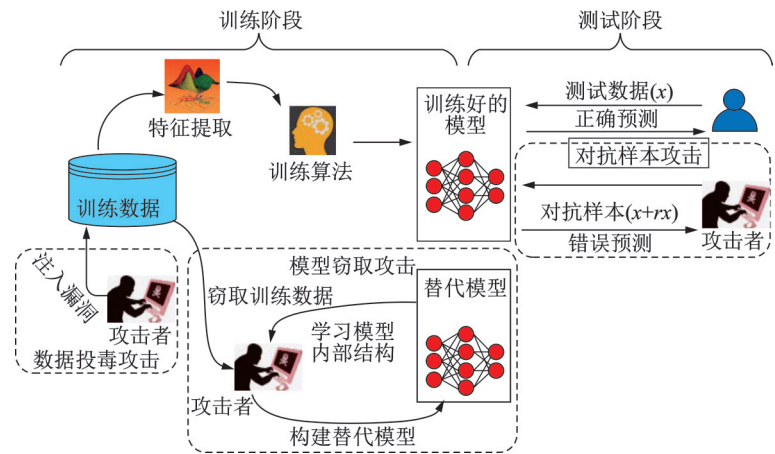 训练阶段
测试阶段
特征提取
训练算法
训练数据
训练好的
模型
测试数据(x)
正确预测
对抗样本攻击
对抗样本(x+rx)
错误预测
攻击者
注入漏洞
攻击者
数据投毒攻击
模型窃取攻击
窃取训练数据
替代模型
学习模型
内部结构
攻击者
构建替代模型